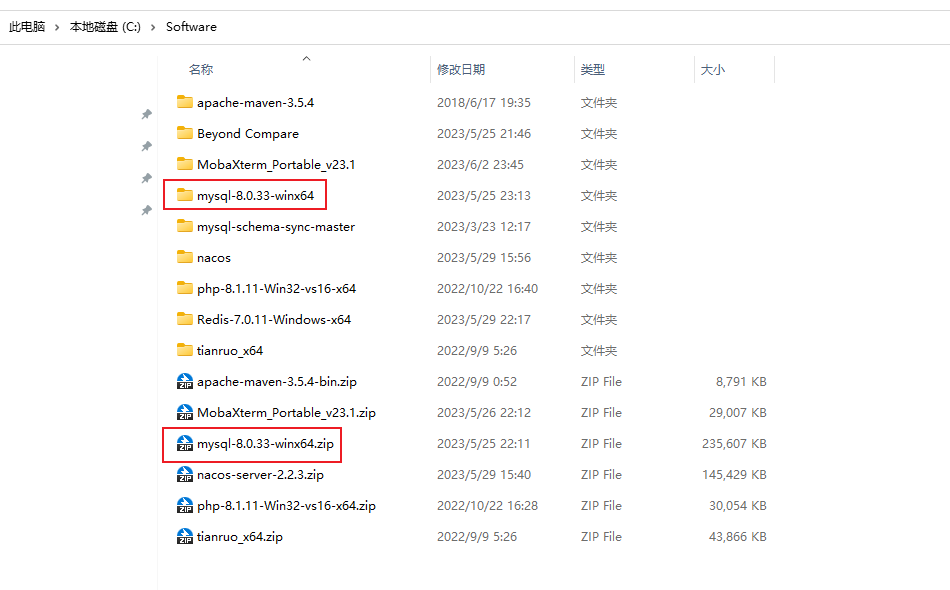 此电脑 › 本地磁盘 (C:) › Software
名称 修改日期 类型 大小
apache-maven-3.5.4 2018/6/17 19:35 文件夹
Beyond Compare 2023/5/25 21:46 文件夹
MobaXterm_Portable_v23.1 2023/6/2 23:45 文件夹
mysql-8.0.33-winx64 2023/5/25 23:13 文件夹
mysql-schema-sync-master 2023/3/23 12:17 文件夹
nacos 2023/5/29 15:56 文件夹
php-8.1.11-Win32-vs16-x64 2022/10/22 16:40 文件夹
Redis-7.0.11-Windows-x64 2023/5/29 22:17 文件夹
tianruo_x64 2022/9/9 5:26 文件夹
apache-maven-3.5.4-bin.zip 2022/9/9 0:52 ZIP File 8,791 KB
MobaXterm_Portable_v23.1.zip 2023/5/26 22:12 ZIP File 29,007 KB
mysql-8.0.33-winx64.zip 2023/5/25 22:11 ZIP File 235,607 KB
nacos-server-2.2.3.zip 2023/5/29 15:40 ZIP File 145,429 KB
php-8.1.11-Win32-vs16-x64.zip 2022/10/22 16:28 ZIP File 30,054 KB
tianruo_x64.zip 2022/9/9 5:26 ZIP File 43,866 KB